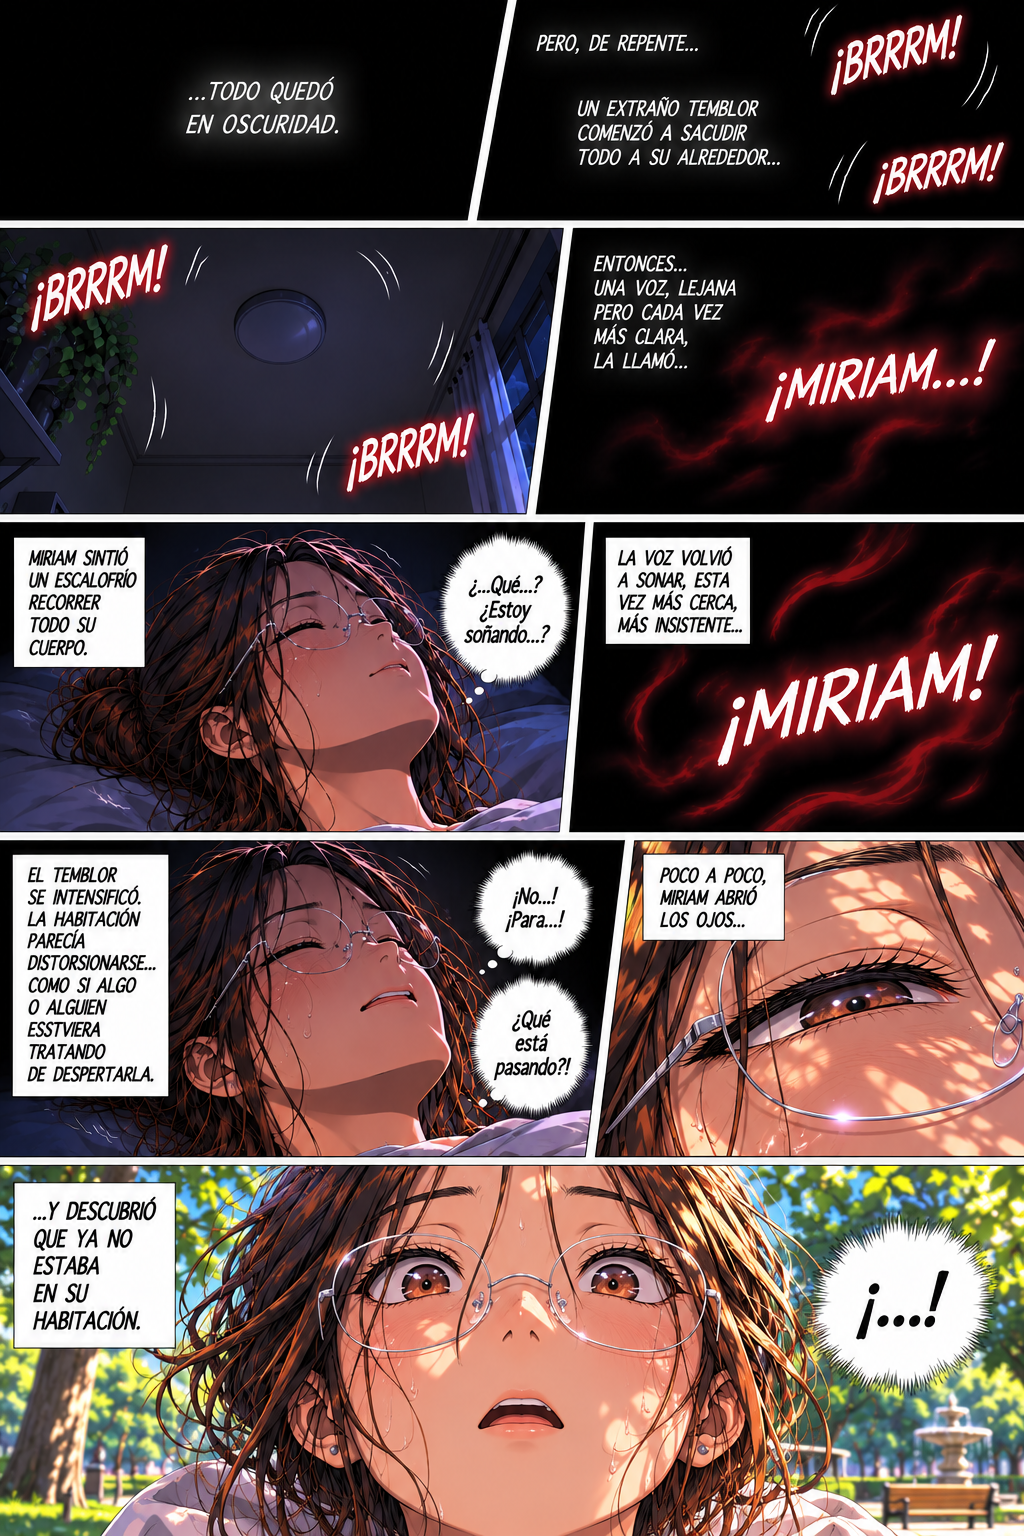 ...TODO QUEDÓ
EN OSCURIDAD.
PERO, DE REPENTE...
¡BRRRM!
UN EXTRAÑO TEMBLOR
COMENZÓ A SACUDIR
TODO A SU ALREDEDOR...
¡BRRRM!
¡BRRRM!
¡BRRRM!
ENTONCES...
UNA VOZ, LEJANA
PERO CADA VEZ
MÁS CLARA,
LA LLAMÓ...
¡MIRIAM...!
MIRIAM SINTIÓ
UN ESCALOFRÍO
RECORRER
TODO SU
CUERPO.
¿...Qué...?
¿Estoy
soñando...?
LA VOZ VOLVIÓ
A SONAR, ESTA
VEZ MÁS CERCA,
MÁS INSISTENTE...
¡MIRIAM!
EL TEMBLOR
SE INTENSIFICÓ.
LA HABITACIÓN
PARECÍA
DISTORSIONARSE...
COMO SI ALGO
O ALGUIEN
ESSTVIERA
TRATANDO
DE DESPERTARLA.
¡No...!
¡Para...!
¿Qué
está
pasando?!
POCO A POCO,
MIRIAM ABRIÓ
LOS OJOS...
...Y DESCUBRIÓ
QUE YA NO
ESTABA
EN SU
HABITACIÓN.
¡...!